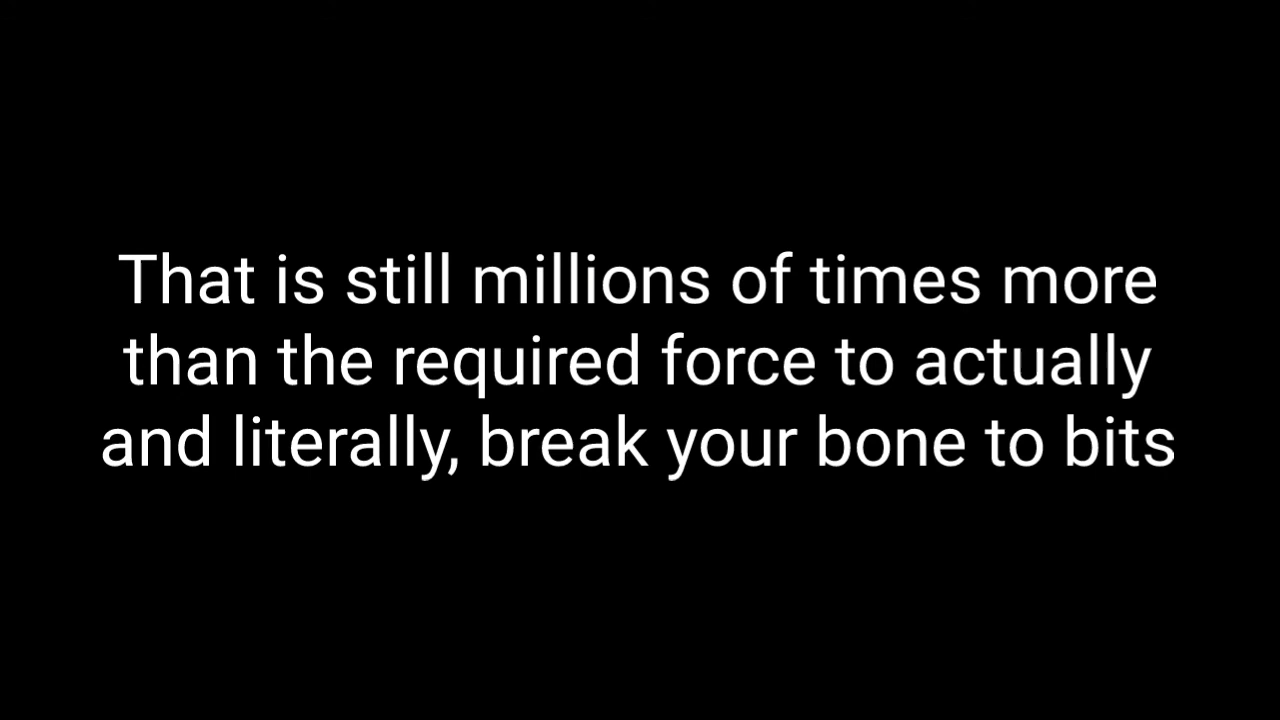 That is still millions of times more
than the required force to actually
and literally, break your bone to bits